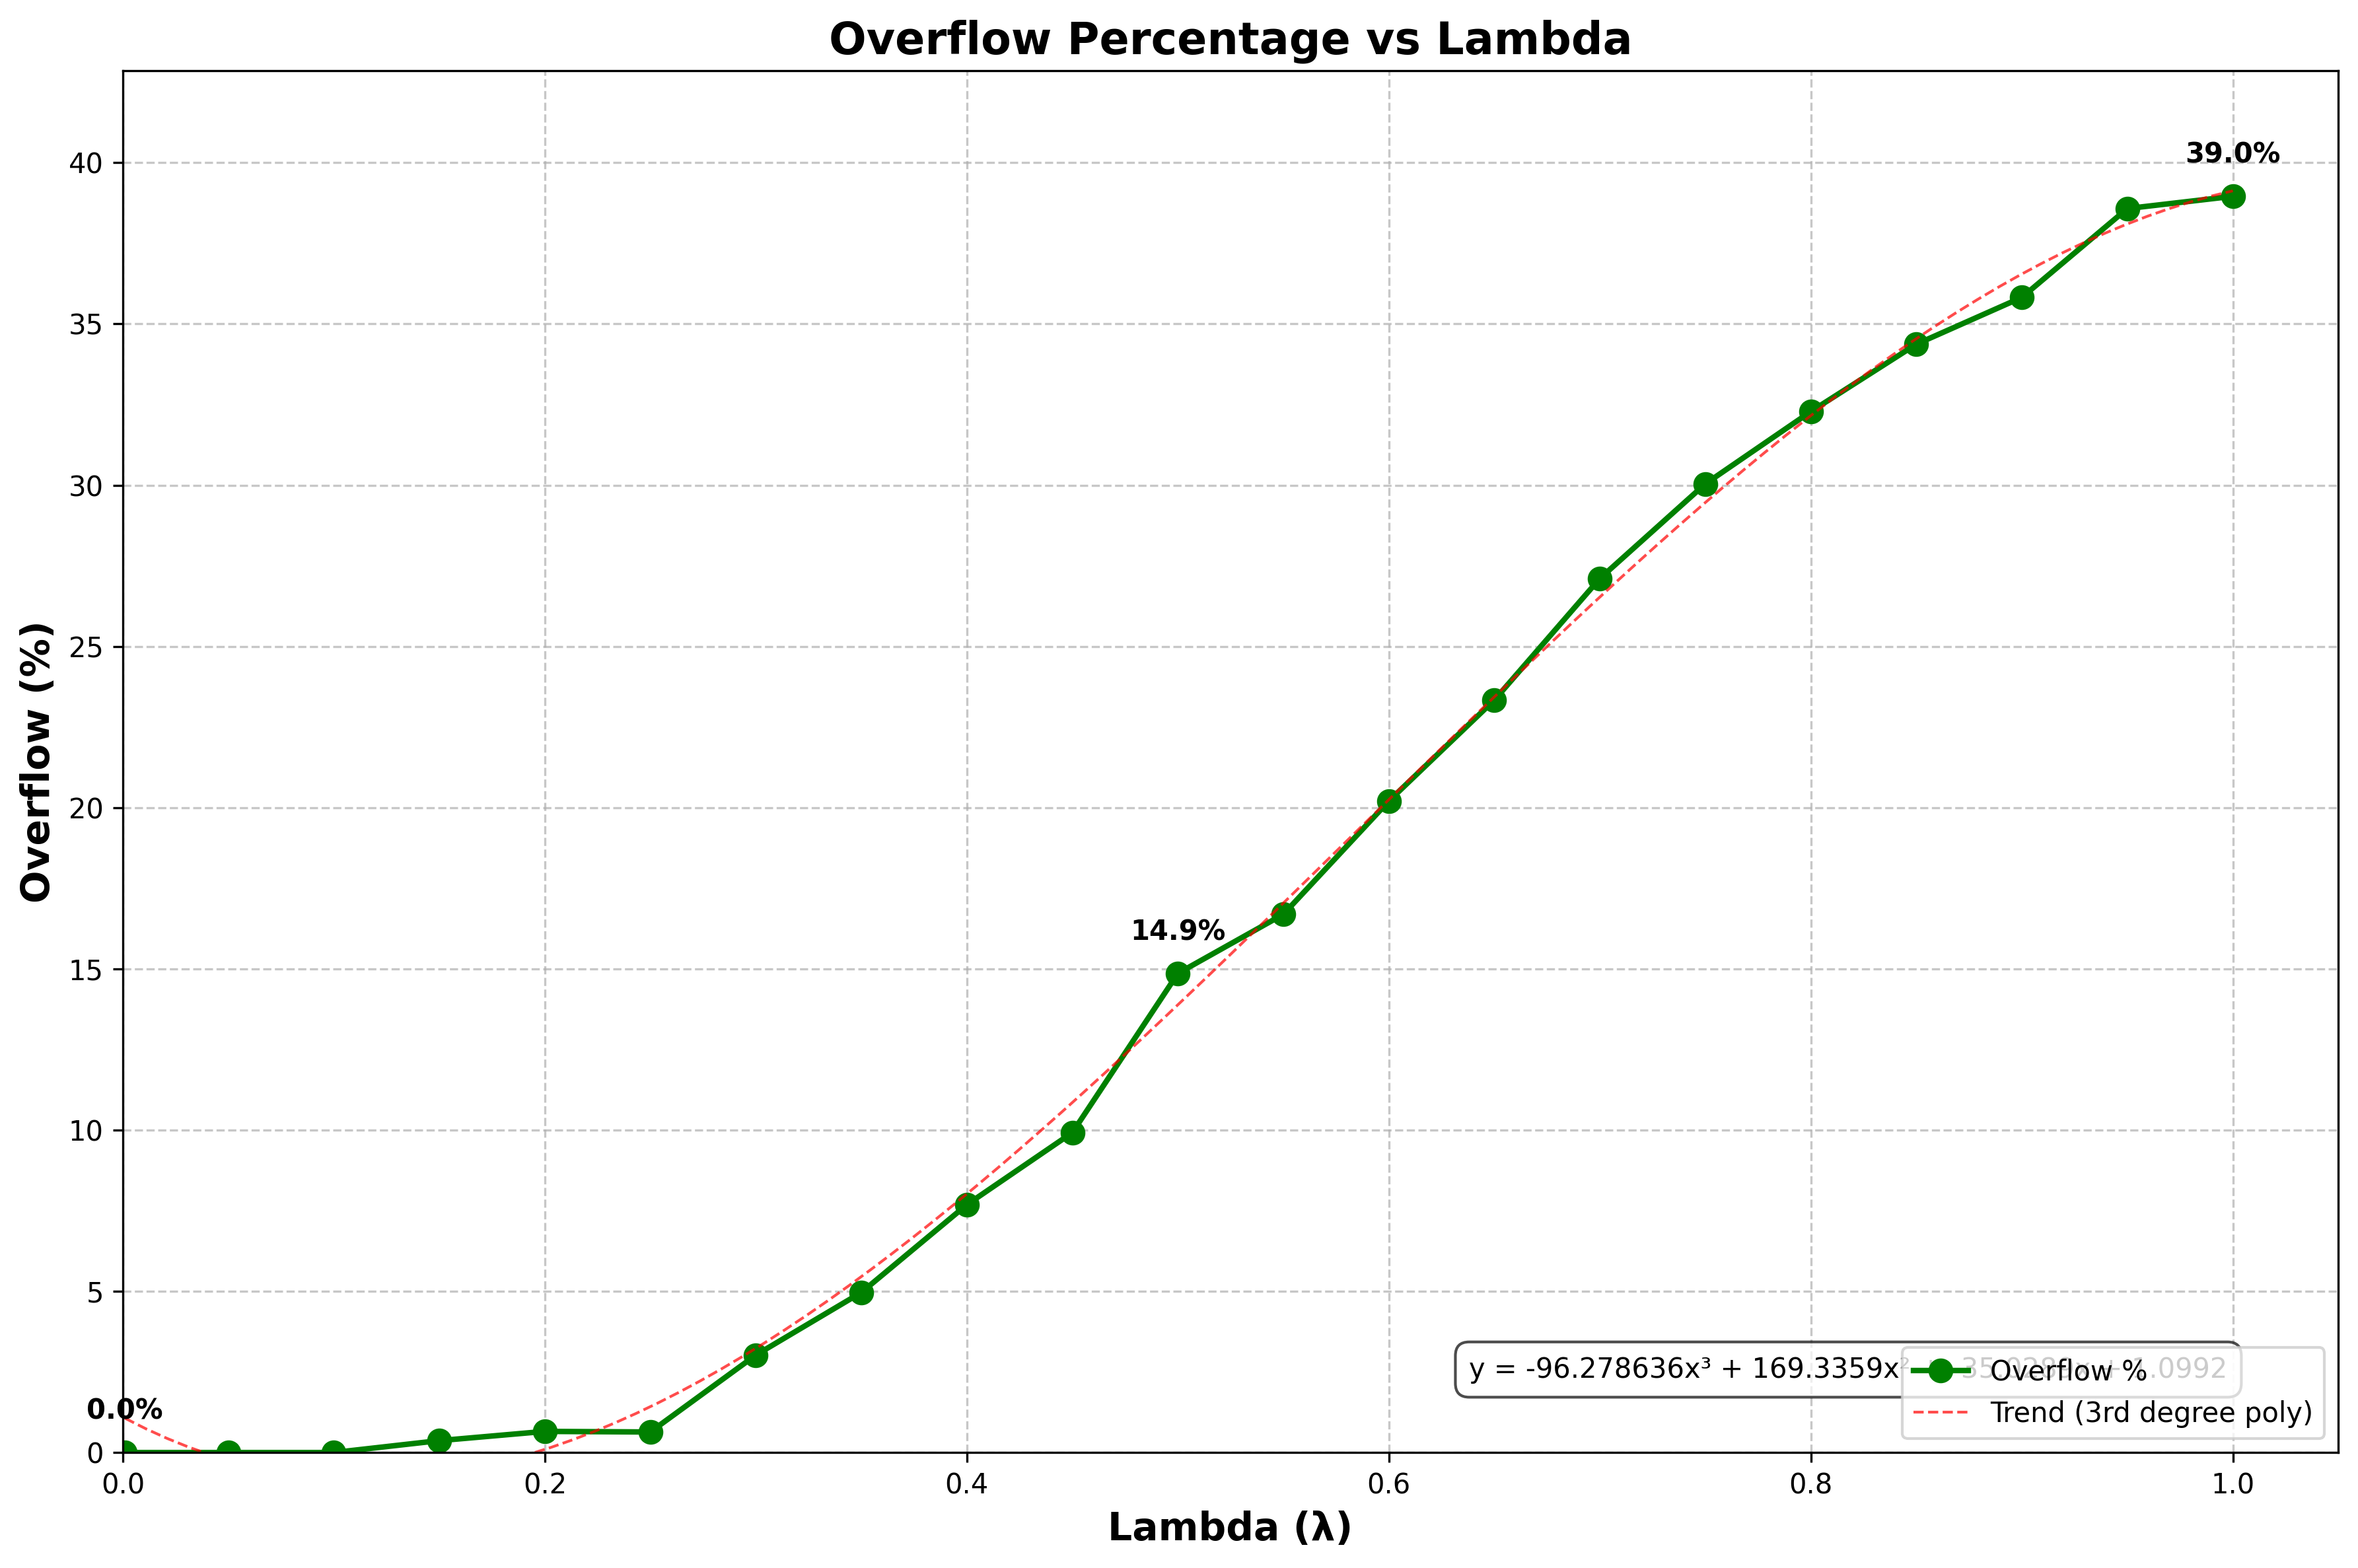 Overflow Percentage vs Lambda
Overflow (%)
40
35
30
25
20
15
10
5
0
39.0%
14.9%
0.0%
y = -96.278636x³ + 169.3359x²
Overflow %
Trend (3rd degree poly)
0.0 0.2 0.4 0.6 0.8 1.0
Lambda (λ)